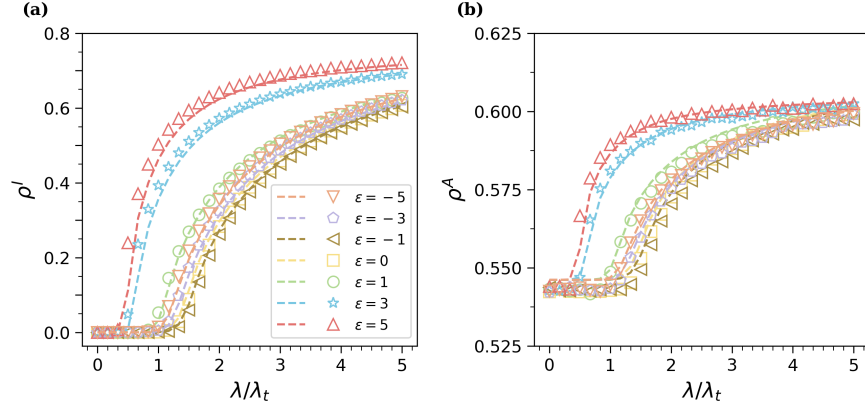 (a)
0.8
0.6
0.4
0.2
0.0
ρ^I
0 1 2 3 4 5
λ/λ_t
ε = −5
ε = −3
ε = −1
ε = 0
ε = 1
ε = 3
ε = 5
(b)
0.625
0.600
0.575
0.550
0.525
ρ^A
0 1 2 3 4 5
λ/λ_t